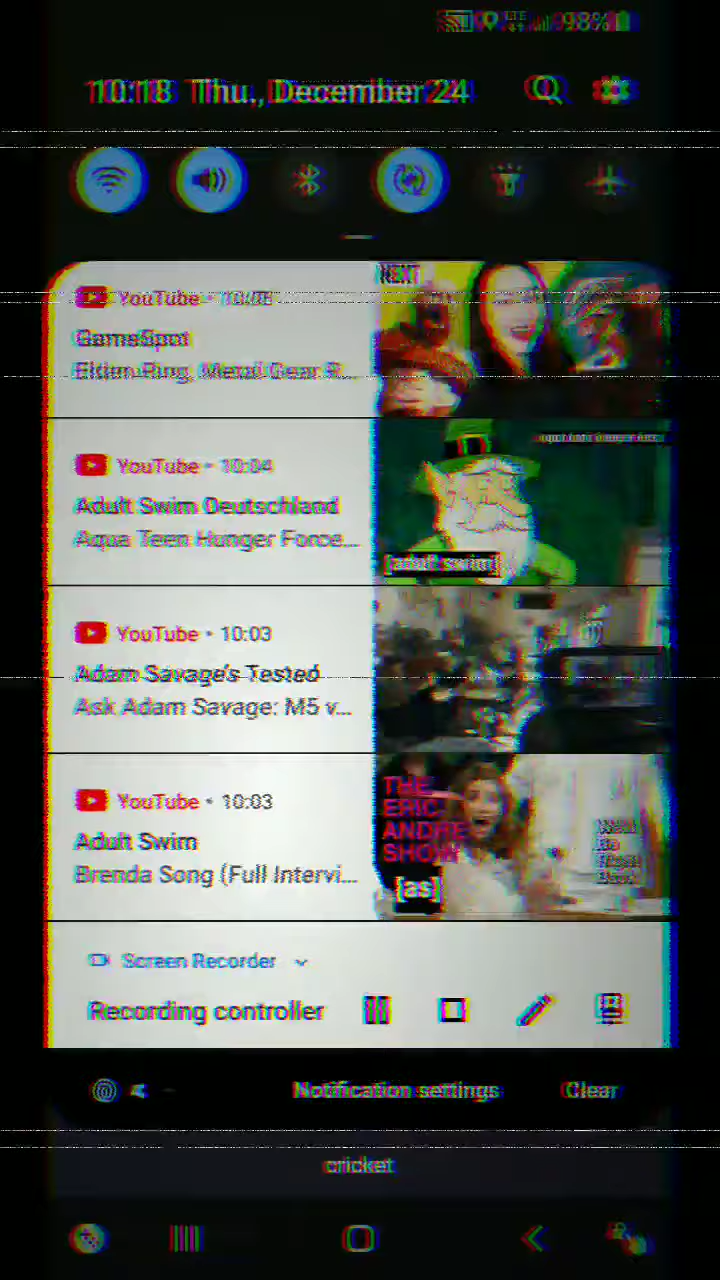 98%
10:18 Thu., December 24
YouTube •
NEXT
GameSpot
Elden Ring, Metal Gear R...
YouTube • 10:04
Adult Swim Deutschland
Aqua Teen Hunger Force...
[adult swim]
YouTube • 10:03
Adam Savage's Tested
Ask Adam Savage: M5 v...
YouTube • 10:03
Adult Swim
Brenda Song (Full Intervi...
THE
ERIC
ANDRE
SHOW
[as]
Screen Recorder
Recording controller
Notification settings
Clear
cricket